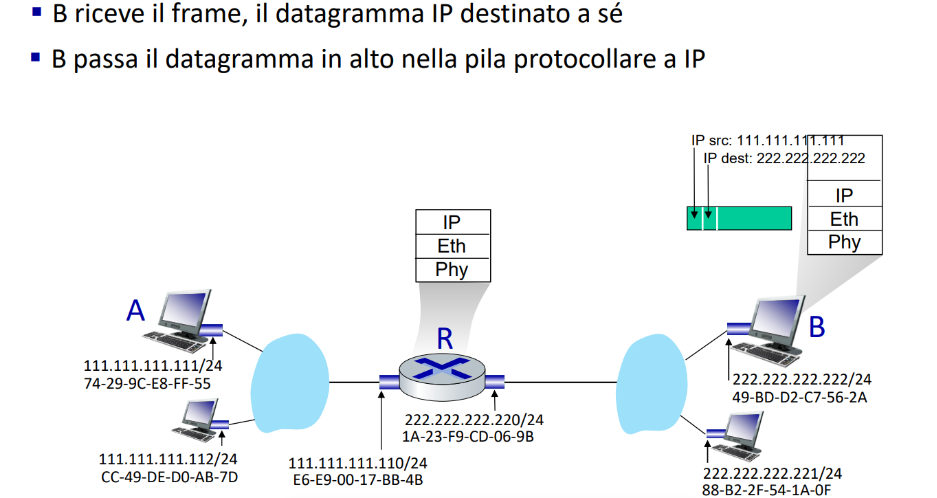 B riceve il frame, il datagramma IP destinato a sé
B passa il datagramma in alto nella pila protocollare a IP
IP src: 111.111.111.111
IP dest: 222.222.222.222
IP
Eth
Phy
IP
Eth
Phy
A
R
B
111.111.111.111/24
74-29-9C-E8-FF-55
222.222.222.222/24
49-BD-D2-C7-56-2A
222.222.222.220/24
1A-23-F9-CD-06-9B
111.111.111.112/24
CC-49-DE-D0-AB-7D
111.111.111.110/24
E6-E9-00-17-BB-4B
222.222.222.221/24
88-B2-2F-54-1A-0F